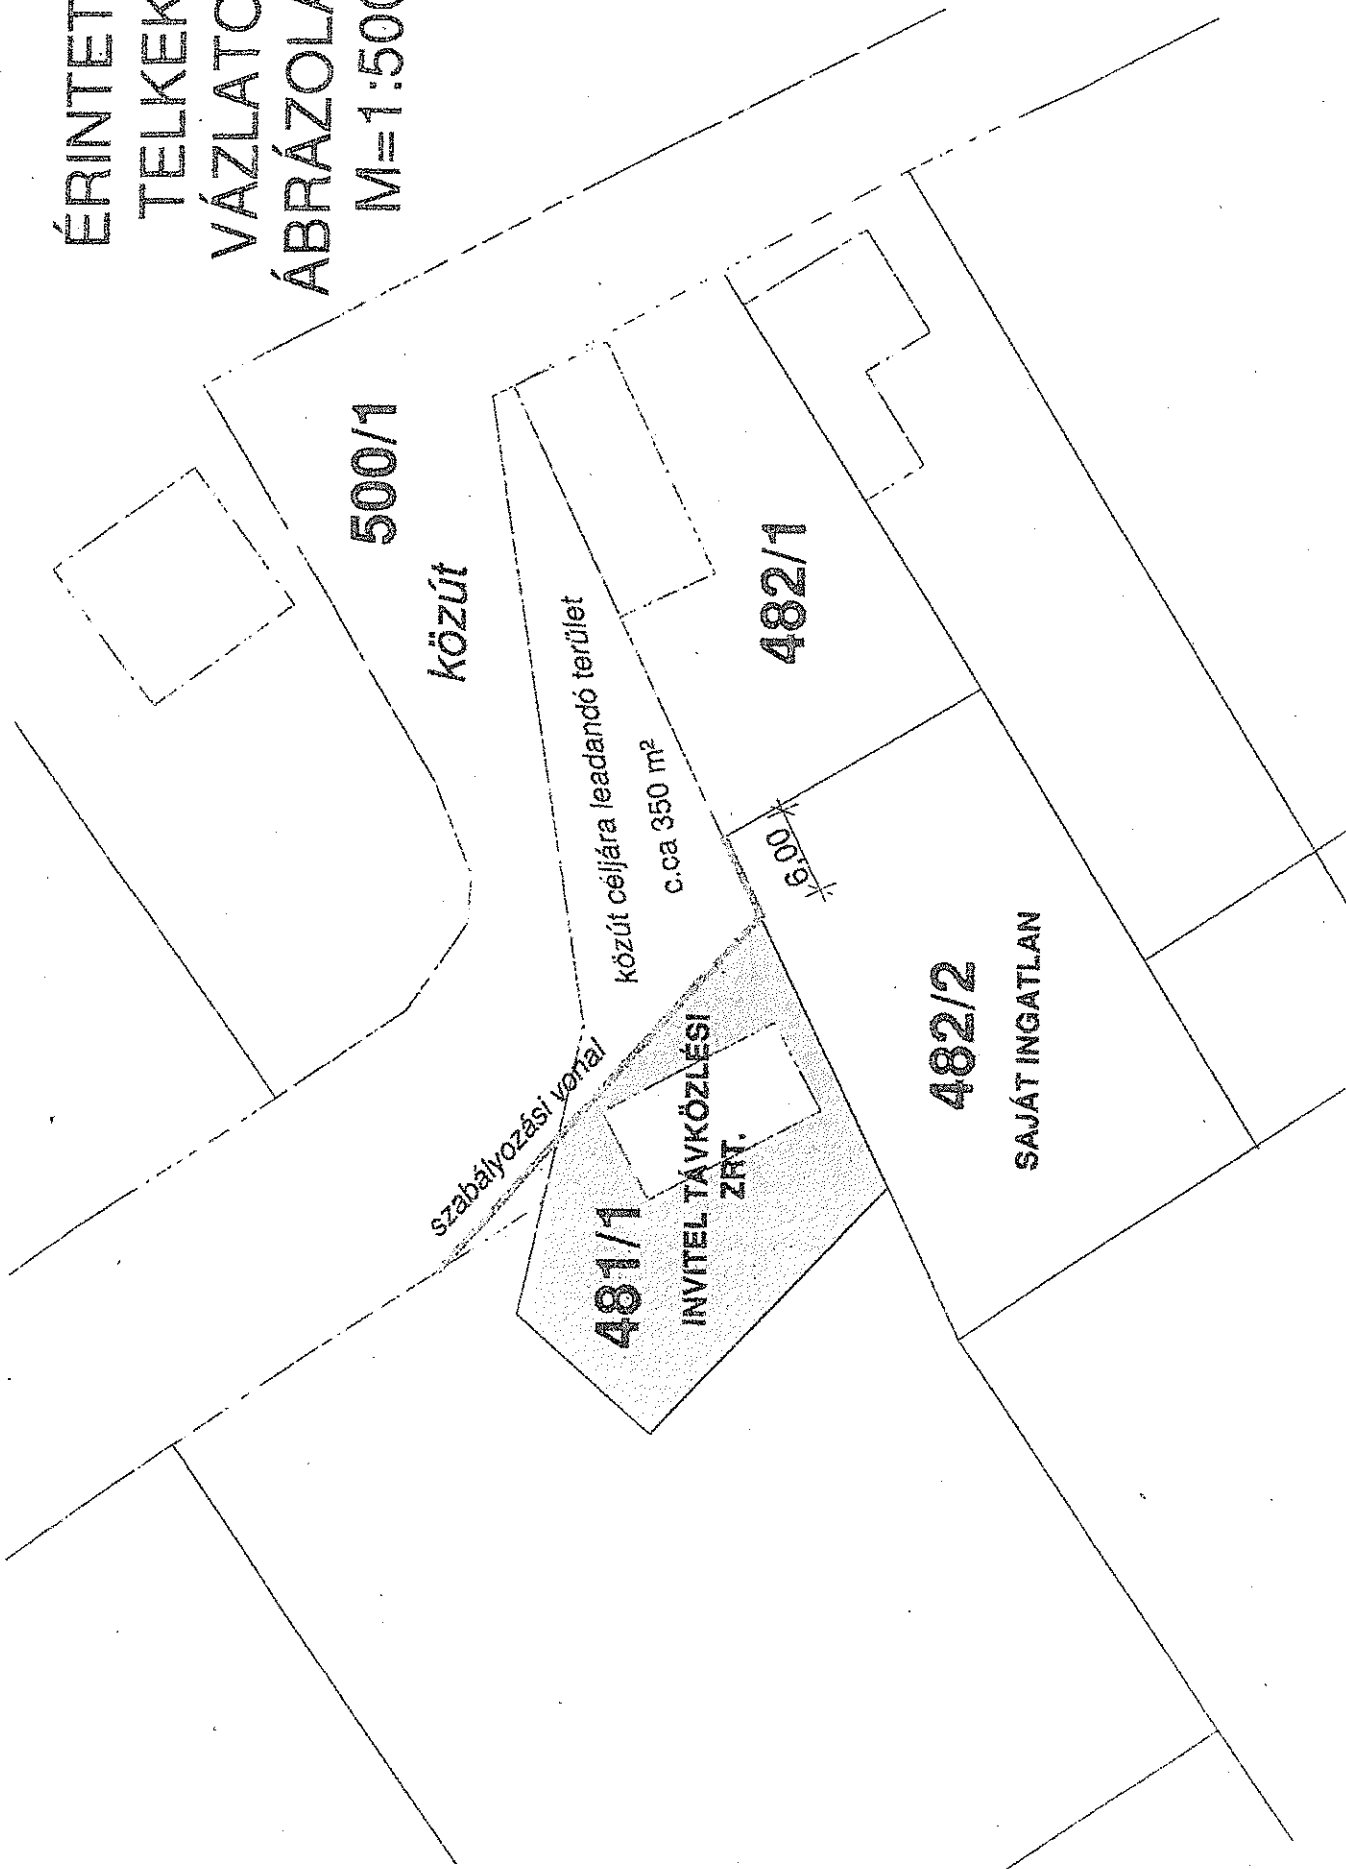 ÉRINTET
TELKEK
VÁZLATO
ÁBRÁZOLA
M=1:500
500/1
közút
közút céljára leadandó terület
c.ca 350 m²
482/1
6,00
szabályozási vonal
481/1
INVITEL TÁVKÖZLÉSI
ZRT.
482/2
SAJÁT INGATLAN